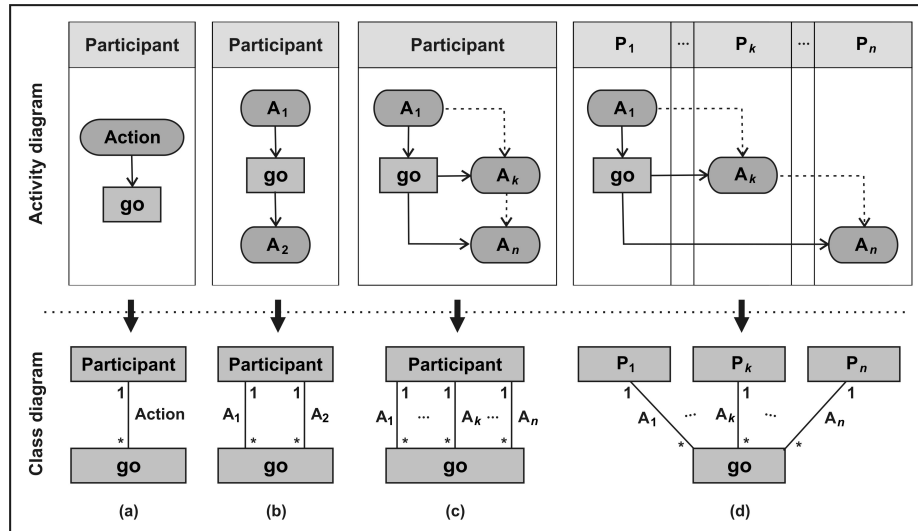 Activity diagram
Participant
Action
go
Participant
A1
go
A2
Participant
A1
go
Ak
An
P1 ... Pk ... Pn
A1
go
Ak
An
Class diagram
Participant
1
Action
*
go
(a)
Participant
1 1
A1 A2
* *
go
(b)
Participant
1 1 1
A1 ... Ak ... An
* * *
go
(c)
P1 Pk Pn
1 1 1
A1 ... Ak ... An
* * *
go
(d)